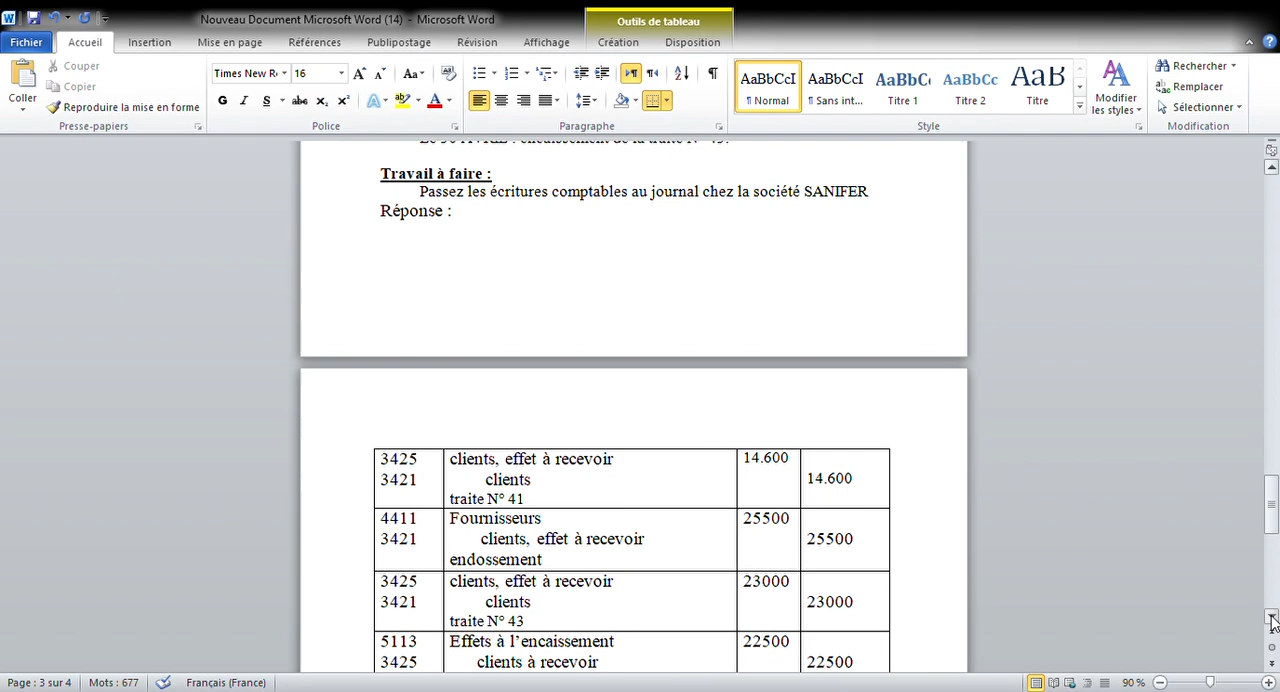 Nouveau Document Microsoft Word (14) - Microsoft Word
Outils de tableau
Fichier Accueil Insertion Mise en page Références Publipostage Révision Affichage Création Disposition
Coller
Couper
Copier
Reproduire la mise en forme
Presse-papiers
Times New R 16
G I S abc x₂ x² A
Police
Paragraphe
AaBbCcI AaBbCcI AaBbC AaBbCc AaB
¶ Normal ¶ Sans int... Titre 1 Titre 2 Titre
Modifier les styles
Style
Rechercher
Remplacer
Sélectionner
Modification
Travail à faire :
Passez les écritures comptables au journal chez la société SANIFER
Réponse :
3425 clients, effet à recevoir 14.600
3421 clients 14.600
traite N° 41
4411 Fournisseurs 25500
3421 clients, effet à recevoir 25500
endossement
3425 clients, effet à recevoir 23000
3421 clients 23000
traite N° 43
5113 Effets à l’encaissement 22500
3425 clients à recevoir 22500
Page : 3 sur 4 Mots : 677 Français (France) 90 %